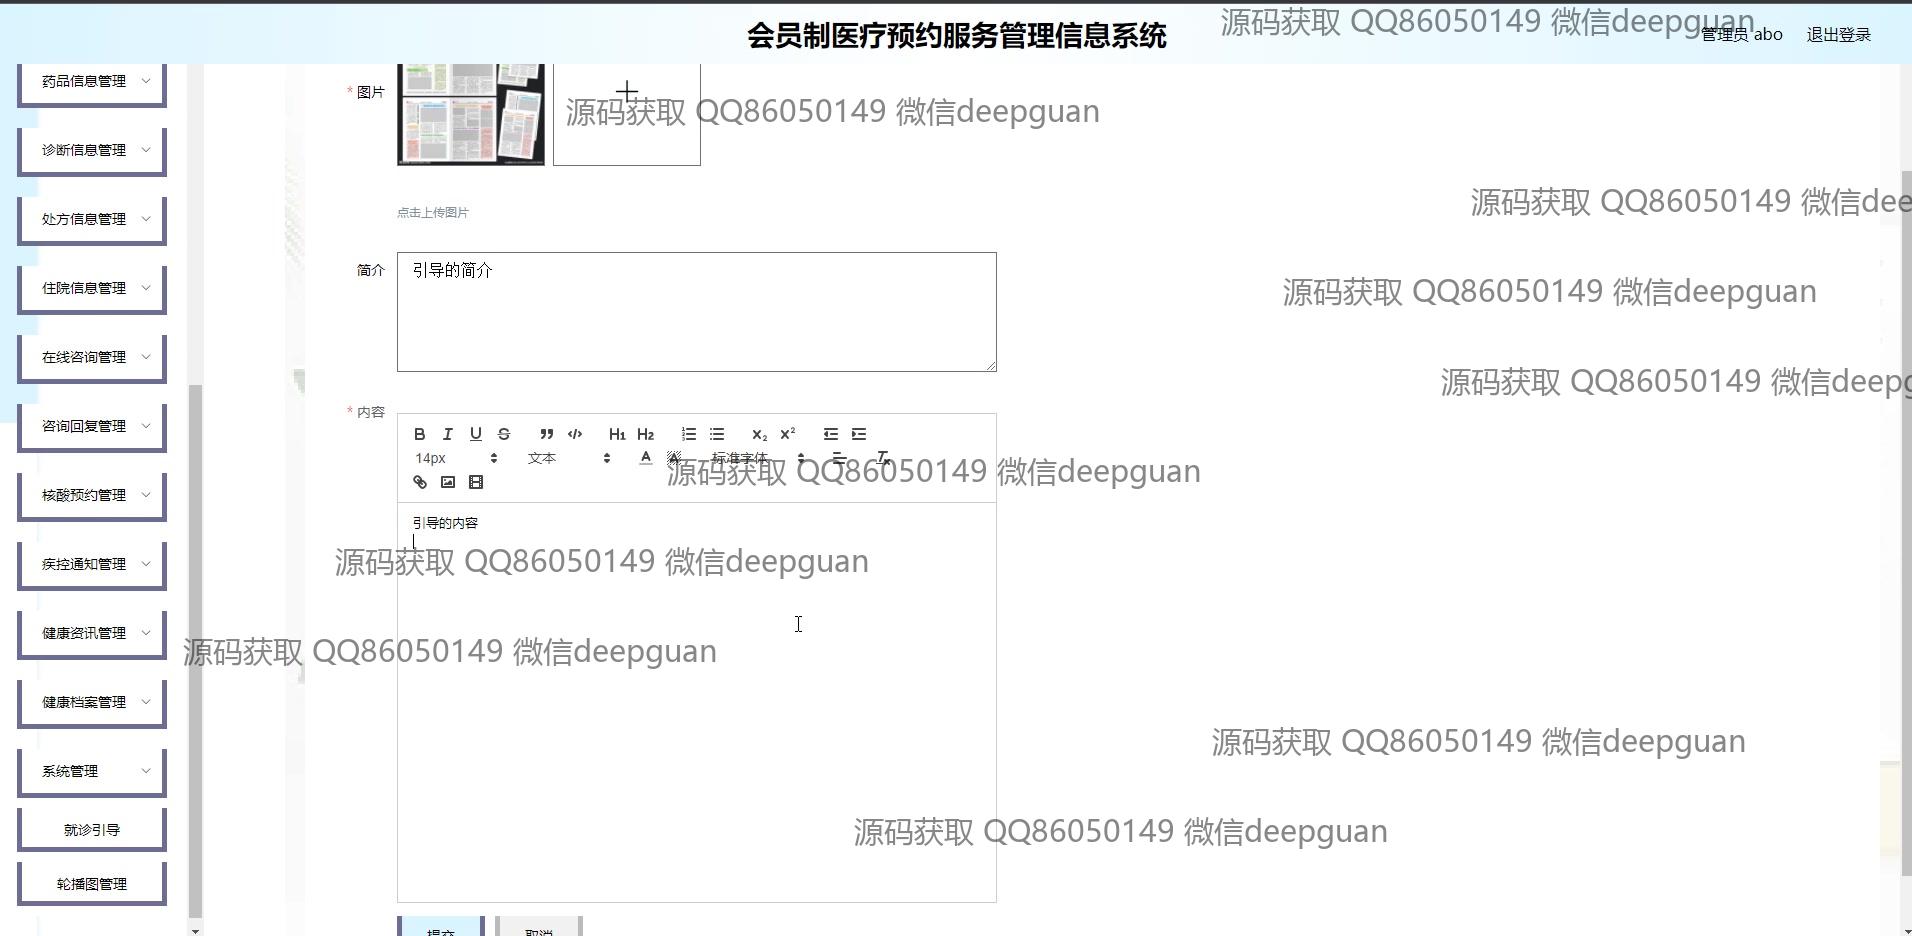 会员制医疗预约服务管理信息系统
源码获取 QQ86050149 微信deepguan
管理员 abo
退出登录
药品信息管理
诊断信息管理
处方信息管理
住院信息管理
在线咨询管理
咨询回复管理
核酸预约管理
疾控通知管理
健康资讯管理
健康档案管理
系统管理
就诊引导
轮播图管理
* 图片
源码获取 QQ86050149 微信deepguan
点击上传图片
源码获取 QQ86050149 微信dee
简介
引导的简介
源码获取 QQ86050149 微信deepguan
源码获取 QQ86050149 微信deepg
* 内容
B I U S H1 H2 X2 X2
14px 文本 A A 标准字体 Tx
源码获取 QQ86050149 微信deepguan
引导的内容
源码获取 QQ86050149 微信deepguan
源码获取 QQ86050149 微信deepguan
源码获取 QQ86050149 微信deepguan
源码获取 QQ86050149 微信deepguan
提交
取消